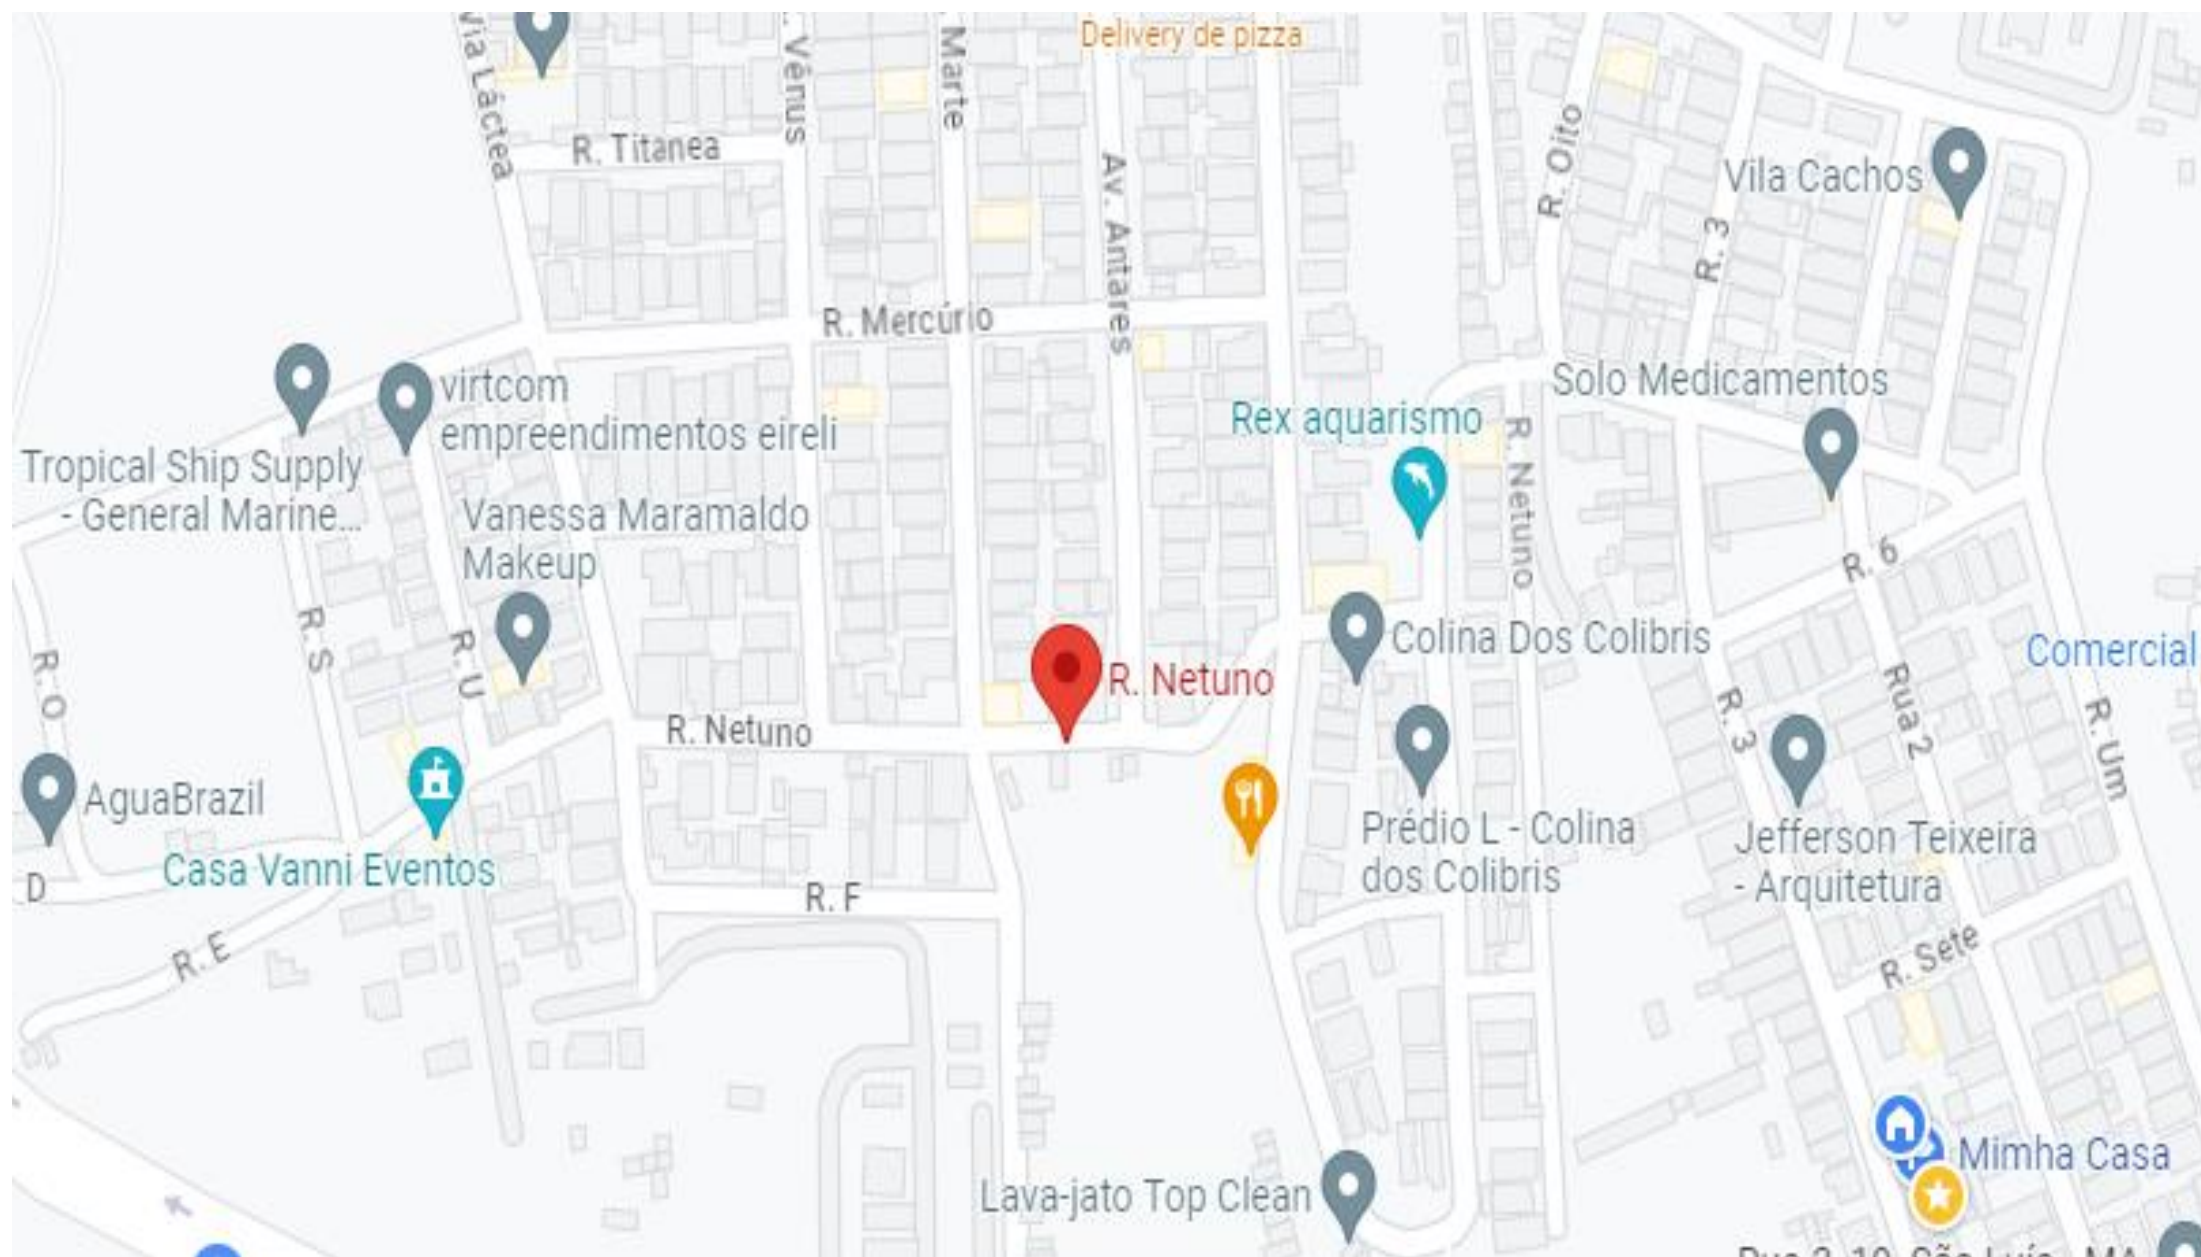 Delivery de pizza
Via Láctea
Vênus
Marte
R. Titanea
Av. Antares
R. Oito
R. 3
Vila Cachos
R. Mercúrio
virtcom
empreendimentos eireli
Solo Medicamentos
Rex aquarismo
R. Netuno
Tropical Ship Supply
- General Marine...
Vanessa Maramaldo
Makeup
R. 6
R. S
R. U
R. O
Colina Dos Colibris
Comercial
R. Netuno
R. Netuno
R. 3
Rua 2
R. Um
AguaBrazil
Prédio L - Colina
dos Colibris
Jefferson Teixeira
- Arquitetura
Casa Vanni Eventos
D
R. F
R. E
R. Sete
Mimha Casa
Lava-jato Top Clean